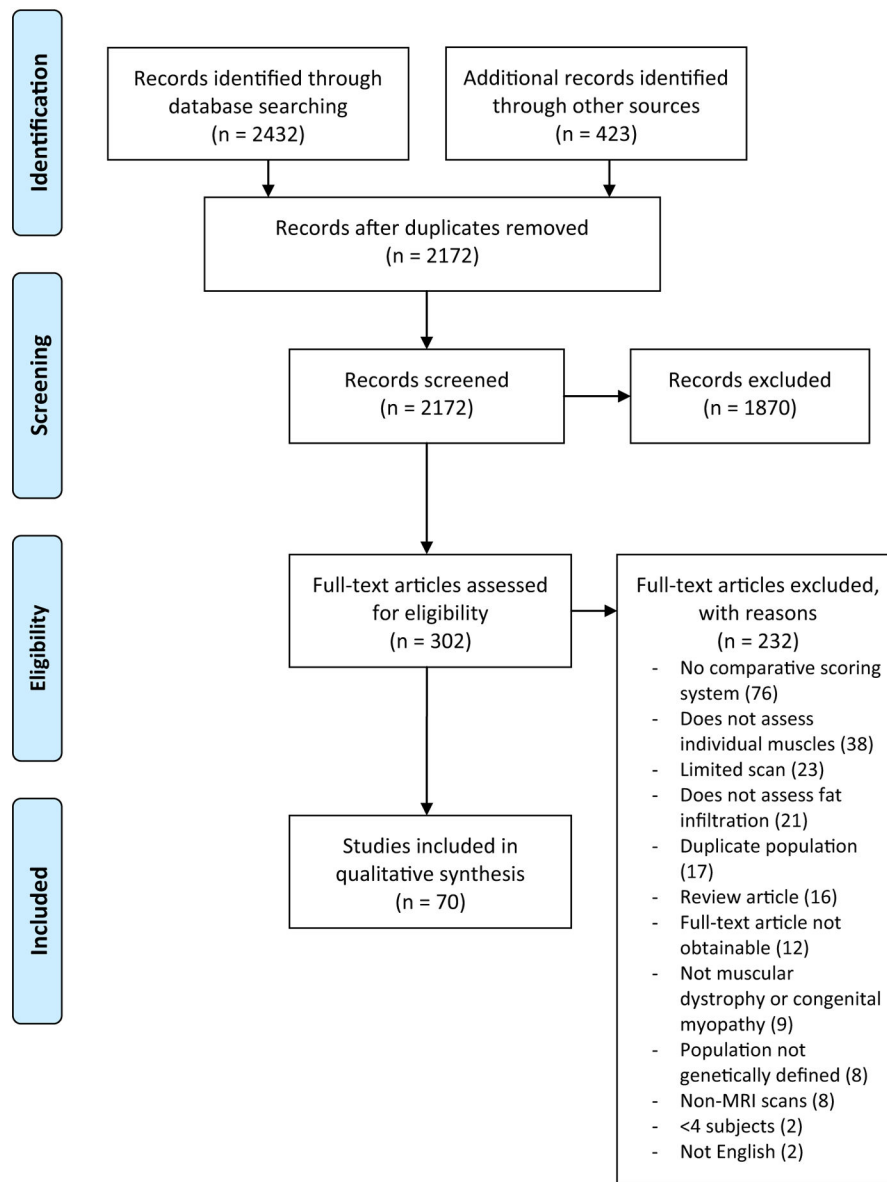 Identification
Records identified through
database searching
(n = 2432)
Additional records identified
through other sources
(n = 423)
Records after duplicates removed
(n = 2172)
Screening
Records screened
(n = 2172)
Records excluded
(n = 1870)
Eligibility
Full-text articles assessed
for eligibility
(n = 302)
Full-text articles excluded,
with reasons
(n = 232)
- No comparative scoring
system (76)
- Does not assess
individual muscles (38)
- Limited scan (23)
- Does not assess fat
infiltration (21)
- Duplicate population
(17)
- Review article (16)
- Full-text article not
obtainable (12)
- Not muscular
dystrophy or congenital
myopathy (9)
- Population not
genetically defined (8)
- Non-MRI scans (8)
- <4 subjects (2)
- Not English (2)
Included
Studies included in
qualitative synthesis
(n = 70)